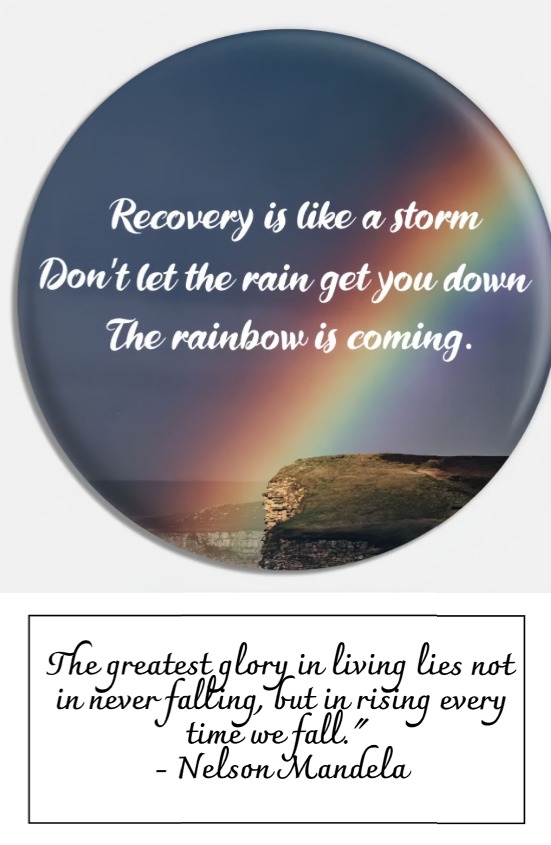 Recovery is like a storm
Don't let the rain get you down
The rainbow is coming.
The greatest glory in living lies not
in never falling, but in rising every
time we fall."
- Nelson Mandela